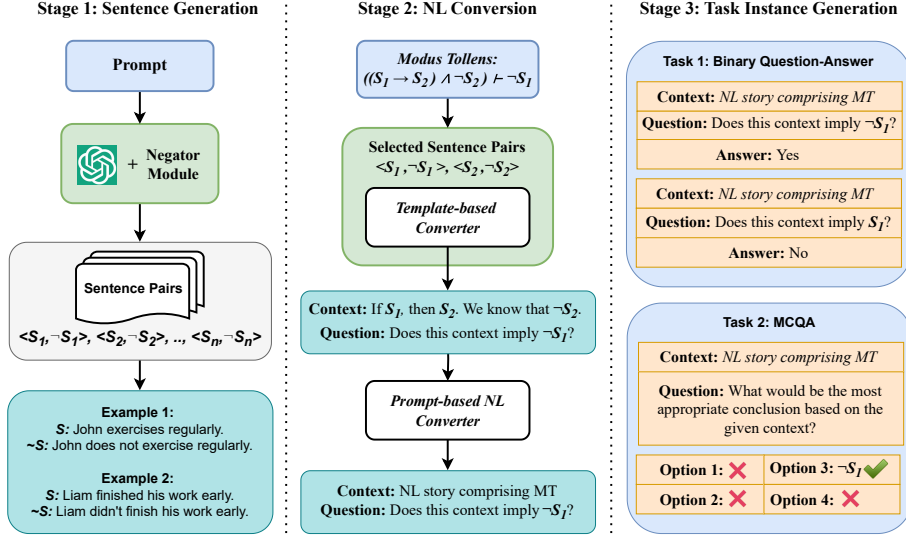 Stage 1: Sentence Generation
Prompt
+ Negator Module
Sentence Pairs
<S1,¬S1>, <S2,¬S2>, .., <Sn,¬Sn>
Example 1:
S: John exercises regularly.
~S: John does not exercise regularly.
Example 2:
S: Liam finished his work early.
~S: Liam didn't finish his work early.
Stage 2: NL Conversion
Modus Tollens:
((S1 → S2) ∧ ¬S2) ⊬ ¬S1
Selected Sentence Pairs
<S1,¬S1>, <S2,¬S2>
Template-based
Converter
Context: If S1, then S2. We know that ¬S2.
Question: Does this context imply ¬S1?
Prompt-based NL
Converter
Context: NL story comprising MT
Question: Does this context imply ¬S1?
Stage 3: Task Instance Generation
Task 1: Binary Question-Answer
Context: NL story comprising MT
Question: Does this context imply ¬S1?
Answer: Yes
Context: NL story comprising MT
Question: Does this context imply S1?
Answer: No
Task 2: MCQA
Context: NL story comprising MT
Question: What would be the most
appropriate conclusion based on the
given context?
Option 1: ❌ Option 3: ¬S1 ✔
Option 2: ❌ Option 4: ❌